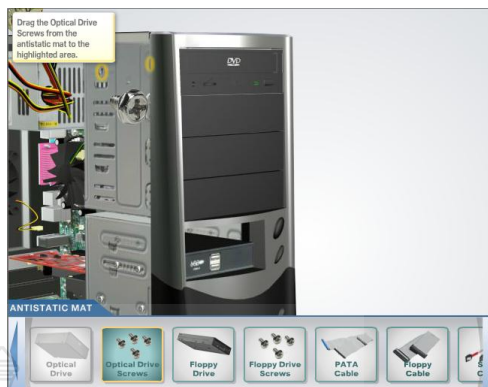 Drag the Optical Drive
Screws from the
antistatic mat to the
highlighted area.
DVD
ANTISTATIC MAT
Optical
Drive
Optical Drive
Screws
Floppy
Drive
Floppy Drive
Screws
PATA
Cable
Floppy
Cable
S
C